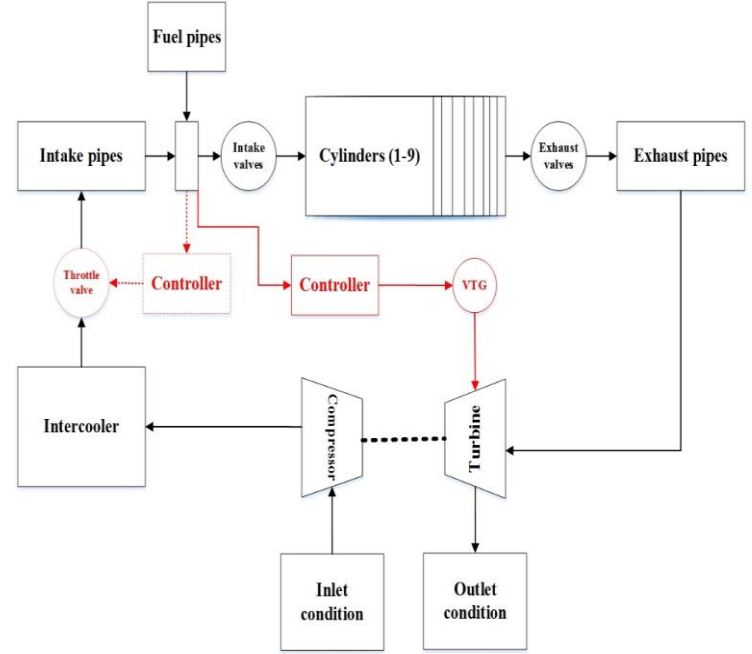 Fuel pipes
Intake pipes
Intake
valves
Cylinders (1-9)
Exhaust
valves
Exhaust pipes
Throttle
valve
Controller
Controller
VTG
Intercooler
Compressor
Turbine
Inlet
condition
Outlet
condition